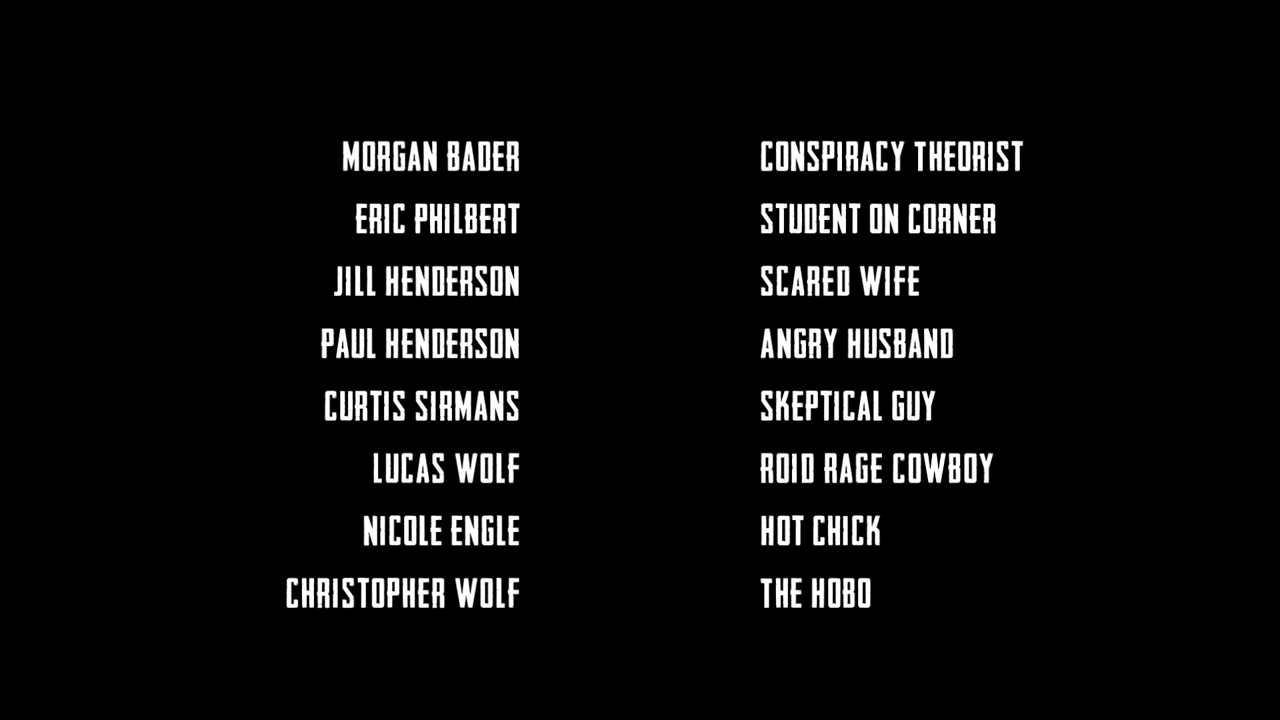 MORGAN BADER CONSPIRACY THEORIST
ERIC PHILBERT STUDENT ON CORNER
JILL HENDERSON SCARED WIFE
PAUL HENDERSON ANGRY HUSBAND
CURTIS SIRMANS SKEPTICAL GUY
LUCAS WOLF ROID RAGE COWBOY
NICOLE ENGLE HOT CHICK
CHRISTOPHER WOLF THE HOBO